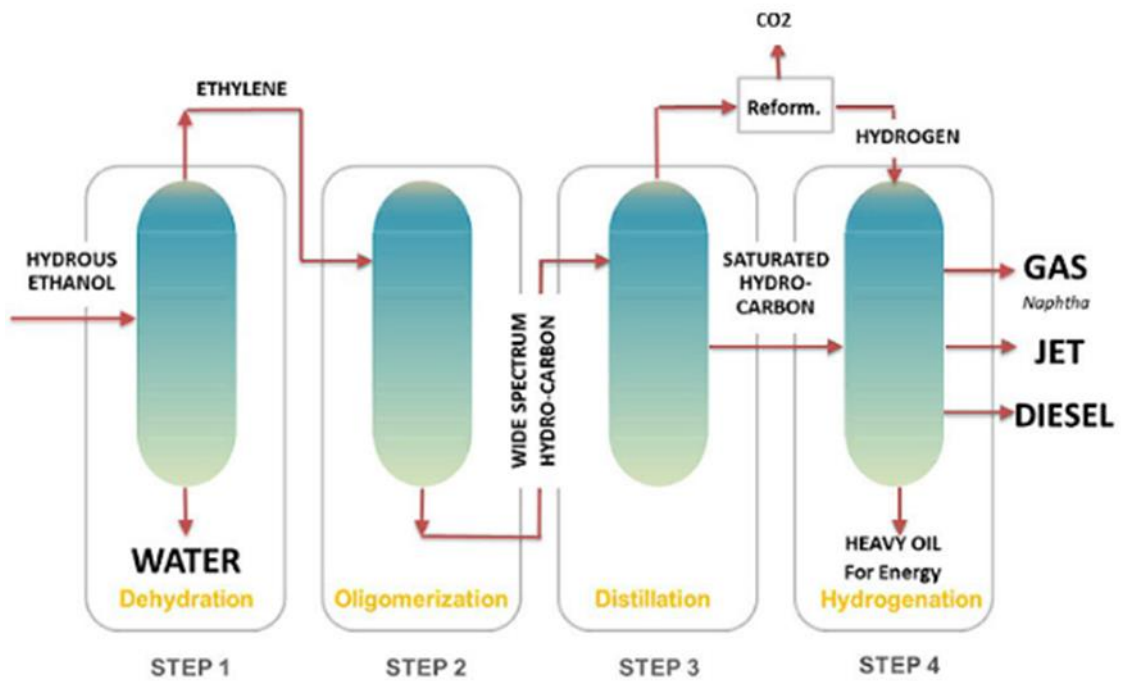 CO2
ETHYLENE
Reform.
HYDROGEN
HYDROUS
ETHANOL
WIDE SPECTRUM
HYDRO-CARBON
SATURATED
HYDRO-
CARBON
GAS
Naphtha
JET
DIESEL
WATER
HEAVY OIL
For Energy
Dehydration
Oligomerization
Distillation
Hydrogenation
STEP 1
STEP 2
STEP 3
STEP 4